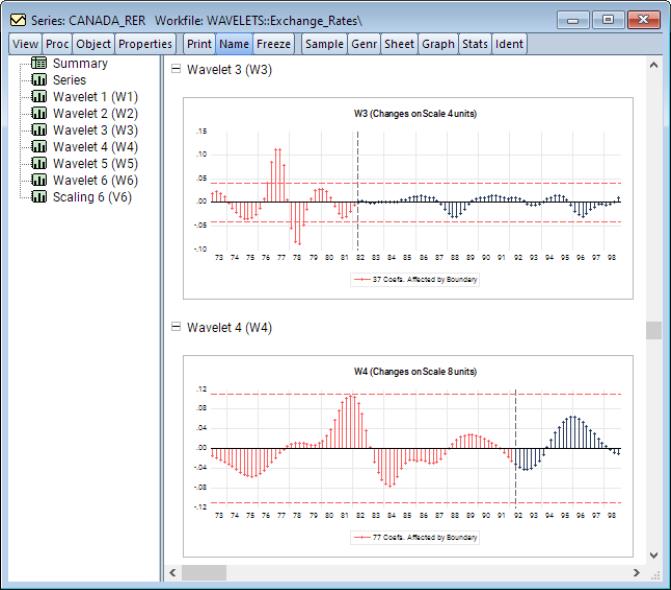 Series: CANADA_RER Workfile: WAVELETS::Exchange_Rates\
View Proc Object Properties Print Name Freeze Sample Genr Sheet Graph Stats Ident
Summary
Series
Wavelet 1 (W1)
Wavelet 2 (W2)
Wavelet 3 (W3)
Wavelet 4 (W4)
Wavelet 5 (W5)
Wavelet 6 (W6)
Scaling 6 (V6)
Wavelet 3 (W3)
W3 (Changes on Scale 4 units)
.15
.10
.05
.00
-.05
-.10
73 74 75 76 77 78 79 80 81 82 83 84 85 86 87 88 89 90 91 92 93 94 95 96 97 98
37 Coefs. Affected by Boundary
Wavelet 4 (W4)
W4 (Changes on Scale 8 units)
.12
.08
.04
.00
-.04
-.08
-.12
73 74 75 76 77 78 79 80 81 82 83 84 85 86 87 88 89 90 91 92 93 94 95 96 97 98
77 Coefs. Affected by Boundary